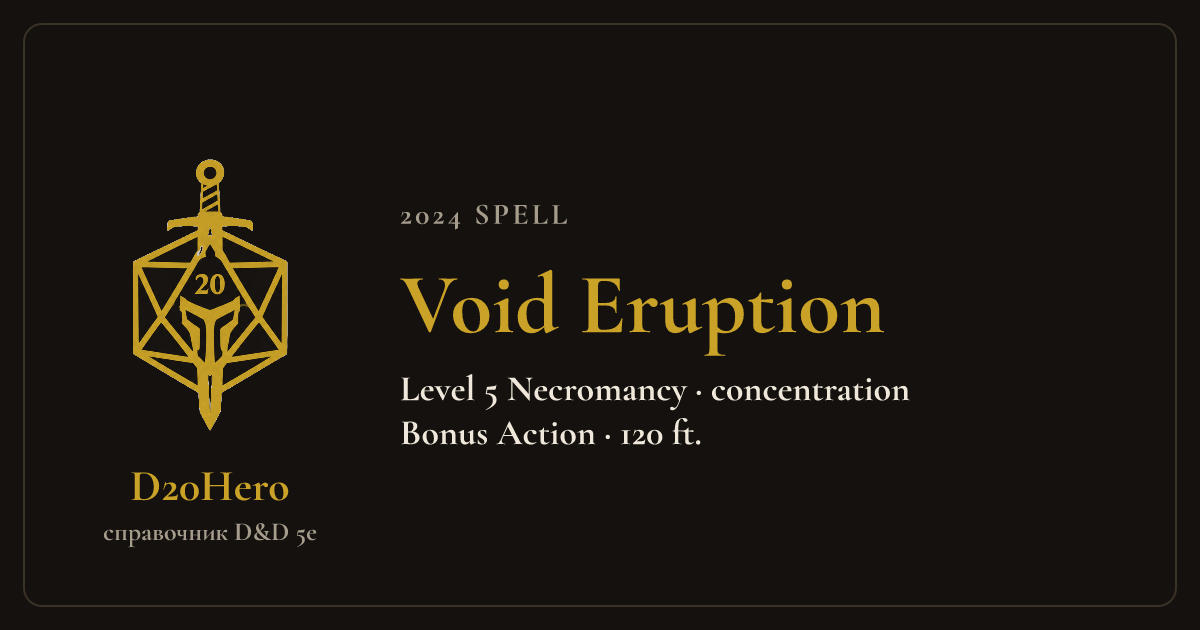 20
D20Hero
справочник D&D 5e
2024 SPELL
Void Eruption
Level 5 Necromancy · concentration
Bonus Action · 120 ft.